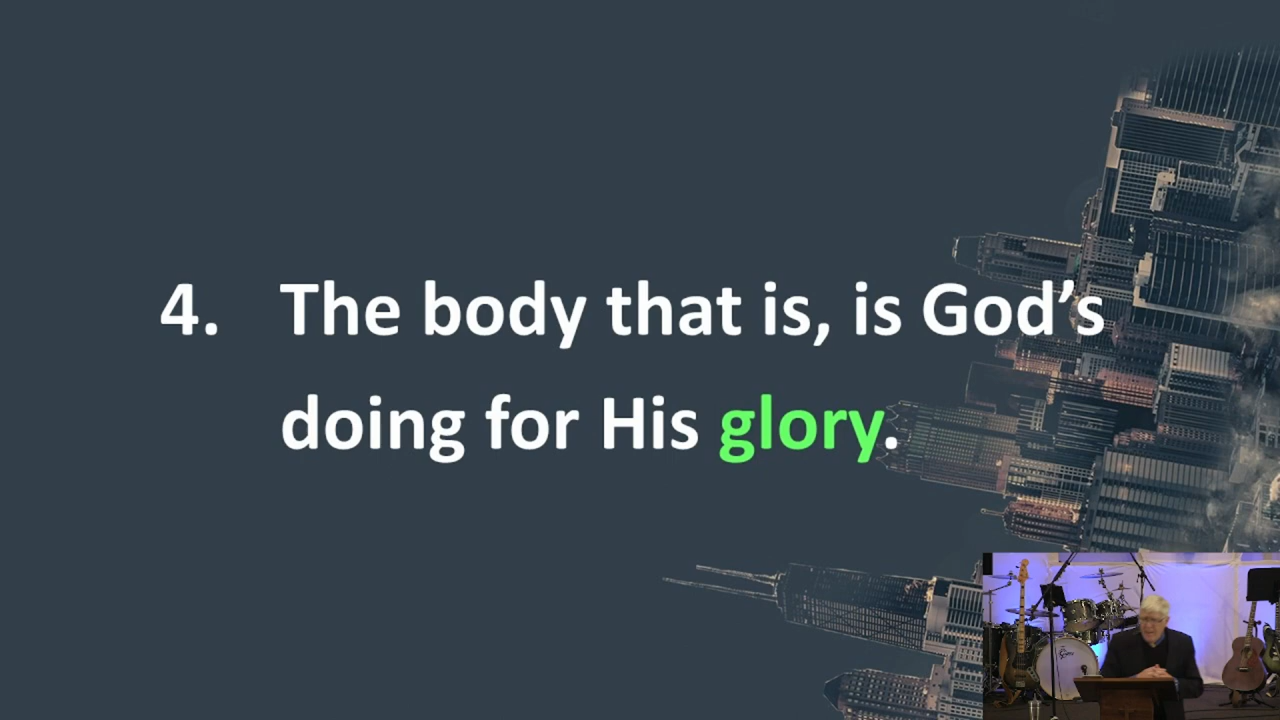 4. The body that is, is God’s
doing for His glory.